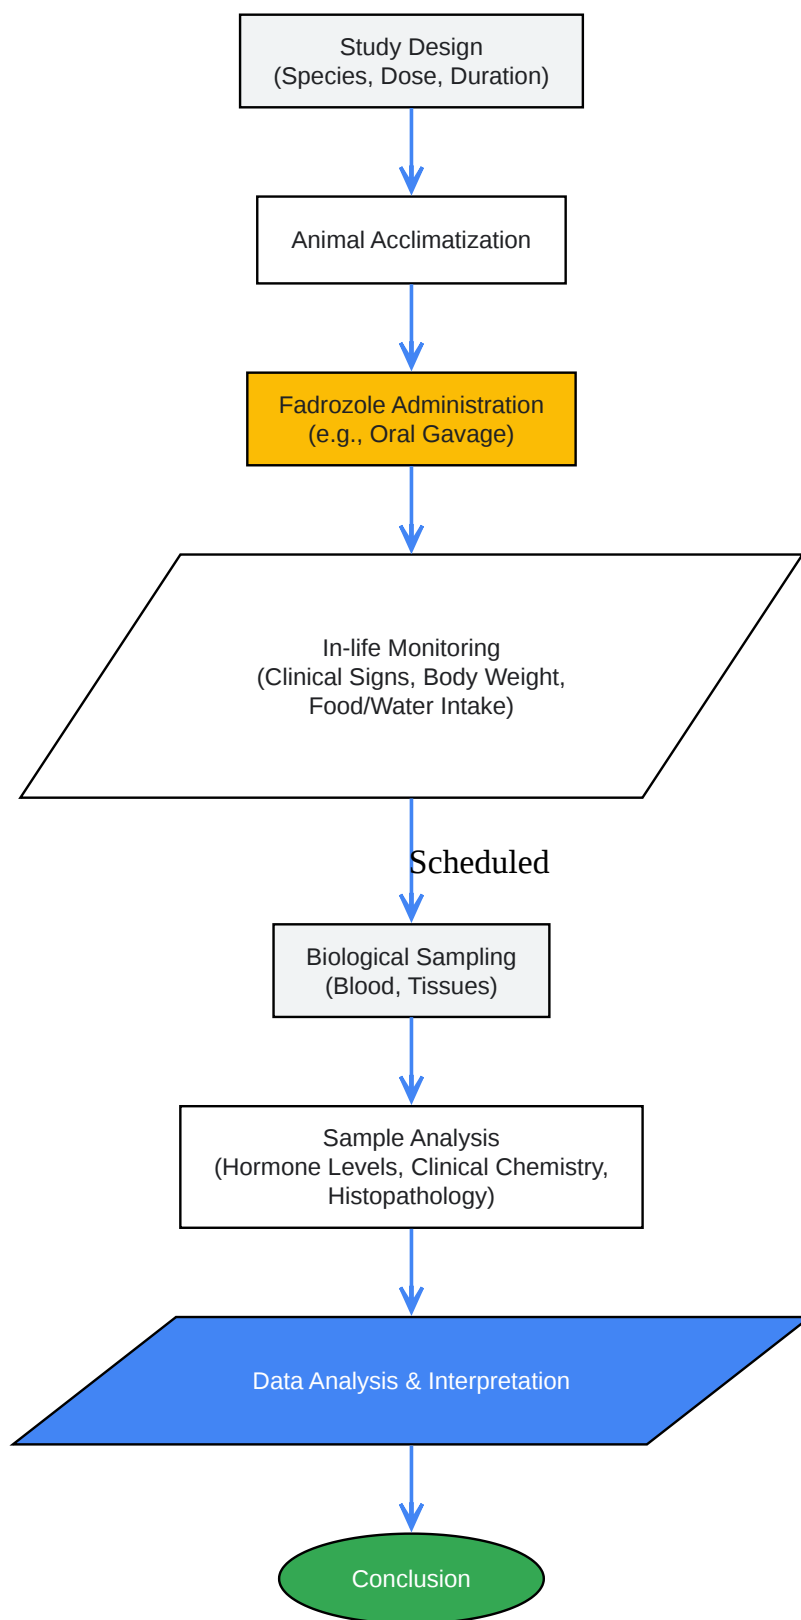 Study Design
(Species, Dose, Duration)
Animal Acclimatization
Fadrozole Administration
(e.g., Oral Gavage)
In-life Monitoring
(Clinical Signs, Body Weight,
Food/Water Intake)
Scheduled
Biological Sampling
(Blood, Tissues)
Sample Analysis
(Hormone Levels, Clinical Chemistry,
Histopathology)
Data Analysis & Interpretation
Conclusion